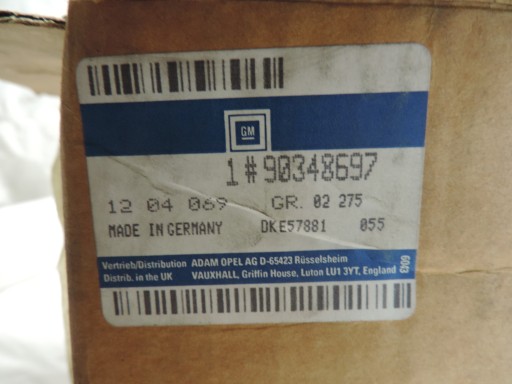 GM
1#90348697
12 04 069 GR. 02 275
MADE IN GERMANY DKE57881 055
Vertrieb/Distribution ADAM OPEL AG D-65423 Rüsselsheim
Distrib. in the UK VAUXHALL, Griffin House, Luton LU1 3YT, England
6003